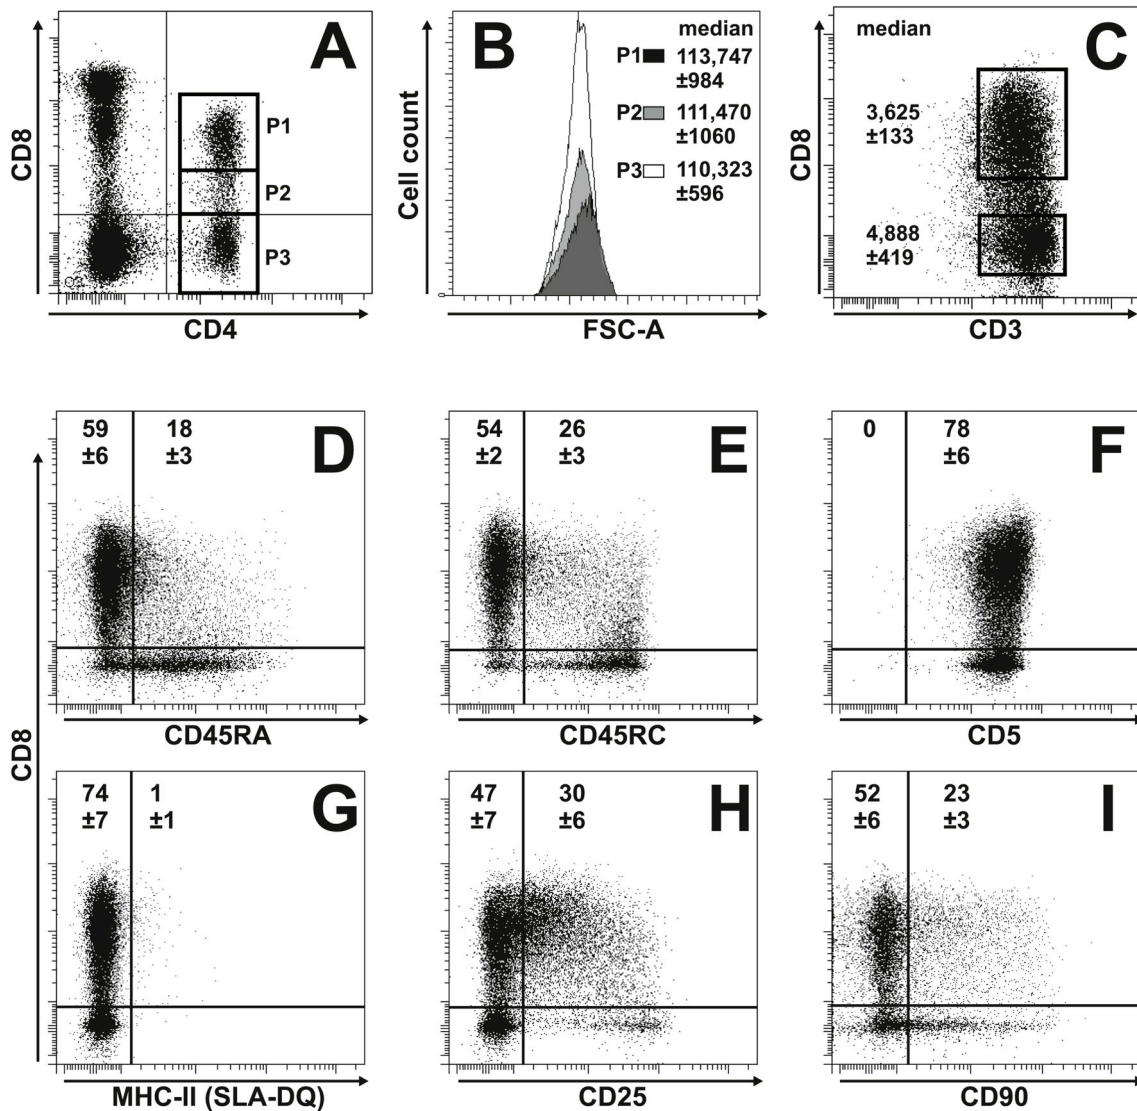 A
CD8
P1
P2
P3
CD4
B
Cell count
median
P1 113,747
±984
P2 111,470
±1060
P3 110,323
±596
FSC-A
C
CD8
median
3,625
±133
4,888
±419
CD3
D
59 18
±6 ±3
CD45RA
E
54 26
±2 ±3
CD45RC
F
0 78
±6
CD5
CD8
G
74 1
±7 ±1
MHC-II (SLA-DQ)
H
47 30
±7 ±6
CD25
I
52 23
±6 ±3
CD90